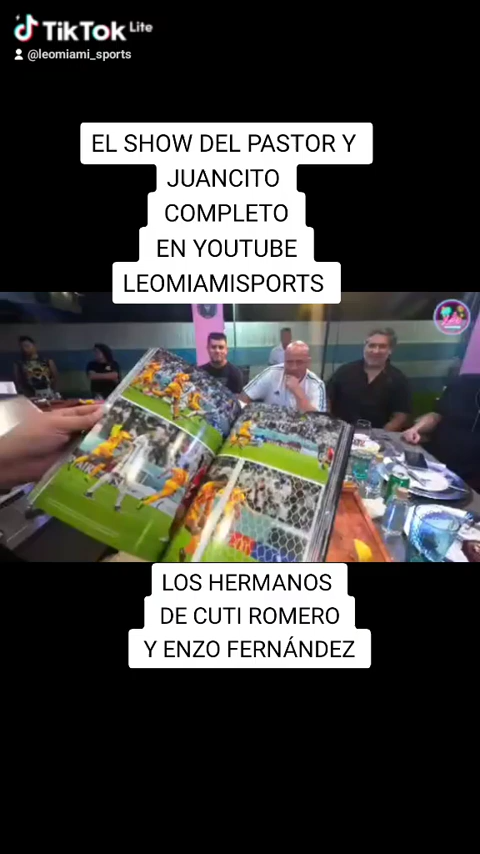 TikTok Lite
@leomiami_sports
EL SHOW DEL PASTOR Y
JUANCITO
COMPLETO
EN YOUTUBE
LEOMIAMISPORTS
LOS HERMANOS
DE CUTI ROMERO
Y ENZO FERNÁNDEZ